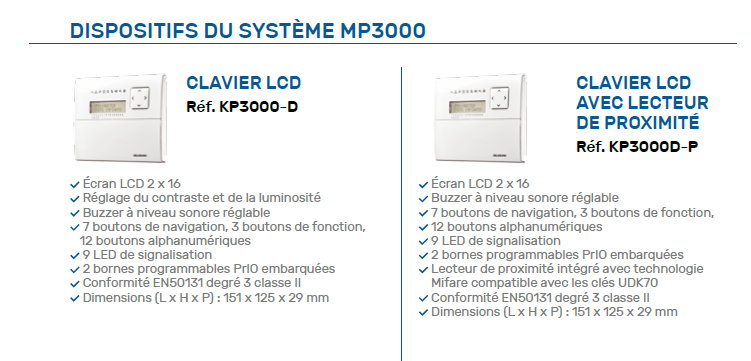 DISPOSITIFS DU SYSTÈME MP3000
CLAVIER LCD
Réf. KP3000-D
✓ Écran LCD 2 x 16
✓ Réglage du contraste et de la luminosité
✓ Buzzer à niveau sonore réglable
✓ 7 boutons de navigation, 3 boutons de fonction,
12 boutons alphanumériques
✓ 9 LED de signalisation
✓ 2 bornes programmables PrIO embarquées
✓ Conformité EN50131 degré 3 classe II
✓ Dimensions (L x H x P) : 151 x 125 x 29 mm
CLAVIER LCD
AVEC LECTEUR
DE PROXIMITÉ
Réf. KP3000D-P
✓ Écran LCD 2 x 16
✓ Buzzer à niveau sonore réglable
✓ 7 boutons de navigation, 3 boutons de fonction,
✓ 12 boutons alphanumériques
✓ 9 LED de signalisation
✓ 2 bornes programmables PrIO embarquées
✓ Lecteur de proximité intégré avec technologie
Mifare compatible avec les clés UDK70
✓ Conformité EN50131 degré 3 classe II
✓ Dimensions (L x H x P) : 151 x 125 x 29 mm